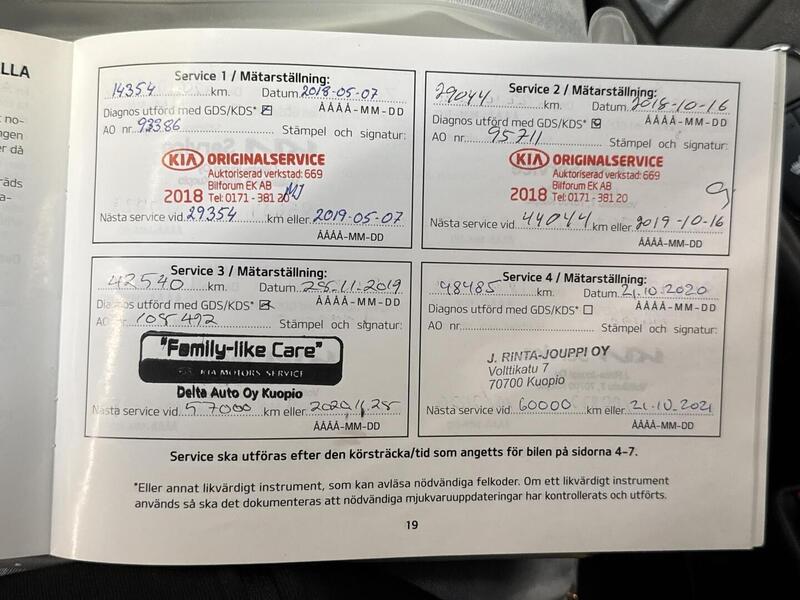 LLA
Service 1 / Mätarställning:
14354 km. Datum 2018-05-07
Diagnos utförd med GDS/KDS* ÅÅÅÅ-MM-DD
AO nr. 93386 Stämpel och signatur:
KIA ORIGINALSERVICE
Auktoriserad verkstad: 669
Bilforum EK AB
2018 Tel: 0171 - 381 20
Nästa service vid 29354 km eller 2019-05-07
ÅÅÅÅ-MM-DD
Service 2 / Mätarställning:
29044 km. Datum 2018-10-16
Diagnos utförd med GDS/KDS* ÅÅÅÅ-MM-DD
AO nr. 95711 Stämpel och signatur:
KIA ORIGINALSERVICE
Auktoriserad verkstad: 669
Bilforum EK AB
2018 Tel: 0171 - 381 20
Nästa service vid 44044 km eller 2019-10-16
ÅÅÅÅ-MM-DD
Service 3 / Mätarställning:
42540 km. Datum 28.11.2019
Diagnos utförd med GDS/KDS* ÅÅÅÅ-MM-DD
AO nr 108492 Stämpel och signatur:
"Family-like Care"
KIA MOTORS SERVICE
Delta Auto Oy Kuopio
Nästa service vid 57000 km eller 2020.11.28
ÅÅÅÅ-MM-DD
Service 4 / Mätarställning:
48485 km. Datum 21.10.2020
Diagnos utförd med GDS/KDS* ÅÅÅÅ-MM-DD
AO nr. Stämpel och signatur:
J. RINTA-JOUPPI OY
Volttikatu 7
70700 Kuopio
Nästa service vid 60000 km eller 21.10.2021
ÅÅÅÅ-MM-DD
Service ska utföras efter den körsträcka/tid som angetts för bilen på sidorna 4-7.
*Eller annat likvärdigt instrument, som kan avläsa nödvändiga felkoder. Om ett likvärdigt instrument
används så ska det dokumenteras att nödvändiga mjukvaruuppdateringar har kontrollerats och utförts.
19